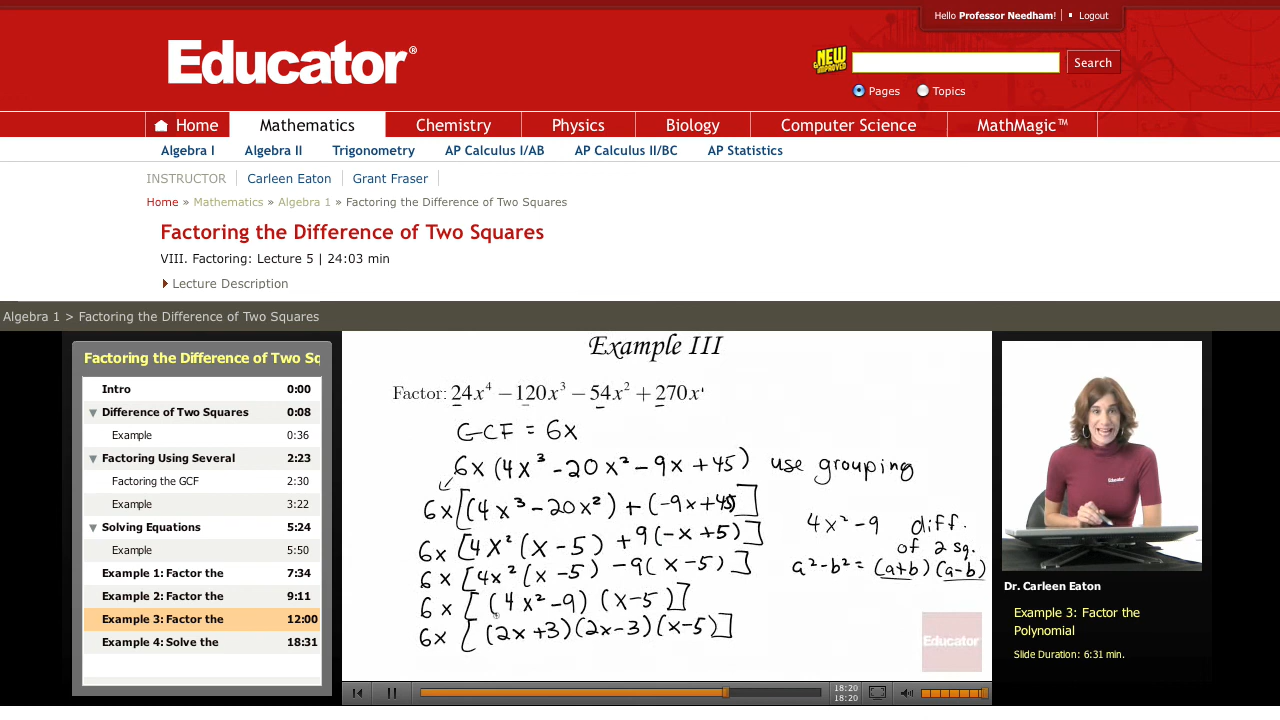 Hello Professor Needham! | Logout
Educator®
NEW & IMPROVED
Search
Pages Topics
Home Mathematics Chemistry Physics Biology Computer Science MathMagic™
Algebra I Algebra II Trigonometry AP Calculus I/AB AP Calculus II/BC AP Statistics
INSTRUCTOR Carleen Eaton Grant Fraser
Home » Mathematics » Algebra 1 » Factoring the Difference of Two Squares
Factoring the Difference of Two Squares
VIII. Factoring: Lecture 5 | 24:03 min
Lecture Description
Algebra 1 > Factoring the Difference of Two Squares
Factoring the Difference of Two Sq
Intro 0:00
Difference of Two Squares 0:08
Example 0:36
Factoring Using Several 2:23
Factoring the GCF 2:30
Example 3:22
Solving Equations 5:24
Example 5:50
Example 1: Factor the 7:34
Example 2: Factor the 9:11
Example 3: Factor the 12:00
Example 4: Solve the 18:31
Example III
Factor: 24x⁴ − 120x³ − 54x² + 270x¹
GCF = 6x
6x (4x³ - 20x² - 9x + 45) use grouping
6x [(4x³ - 20x²) + (-9x + 45)]
6x [4x² (x - 5) + 9(-x + 5)]
6x [4x² (x - 5) - 9(x - 5)]
6x [(4x² - 9) (x - 5)]
6x [(2x + 3)(2x - 3)(x - 5)]
4x² - 9 diff.
of 2 sq.
a² - b² = (a+b) (a-b)
Educator
18:20
18:20
Educator
Dr. Carleen Eaton
Example 3: Factor the
Polynomial
Slide Duration: 6:31 min.